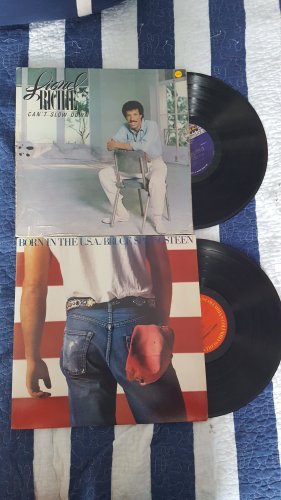 Lionel
RICHIE
CAN'T SLOW DOWN
BORN IN THE U.S.A. BRUCE SPRINGSTEEN